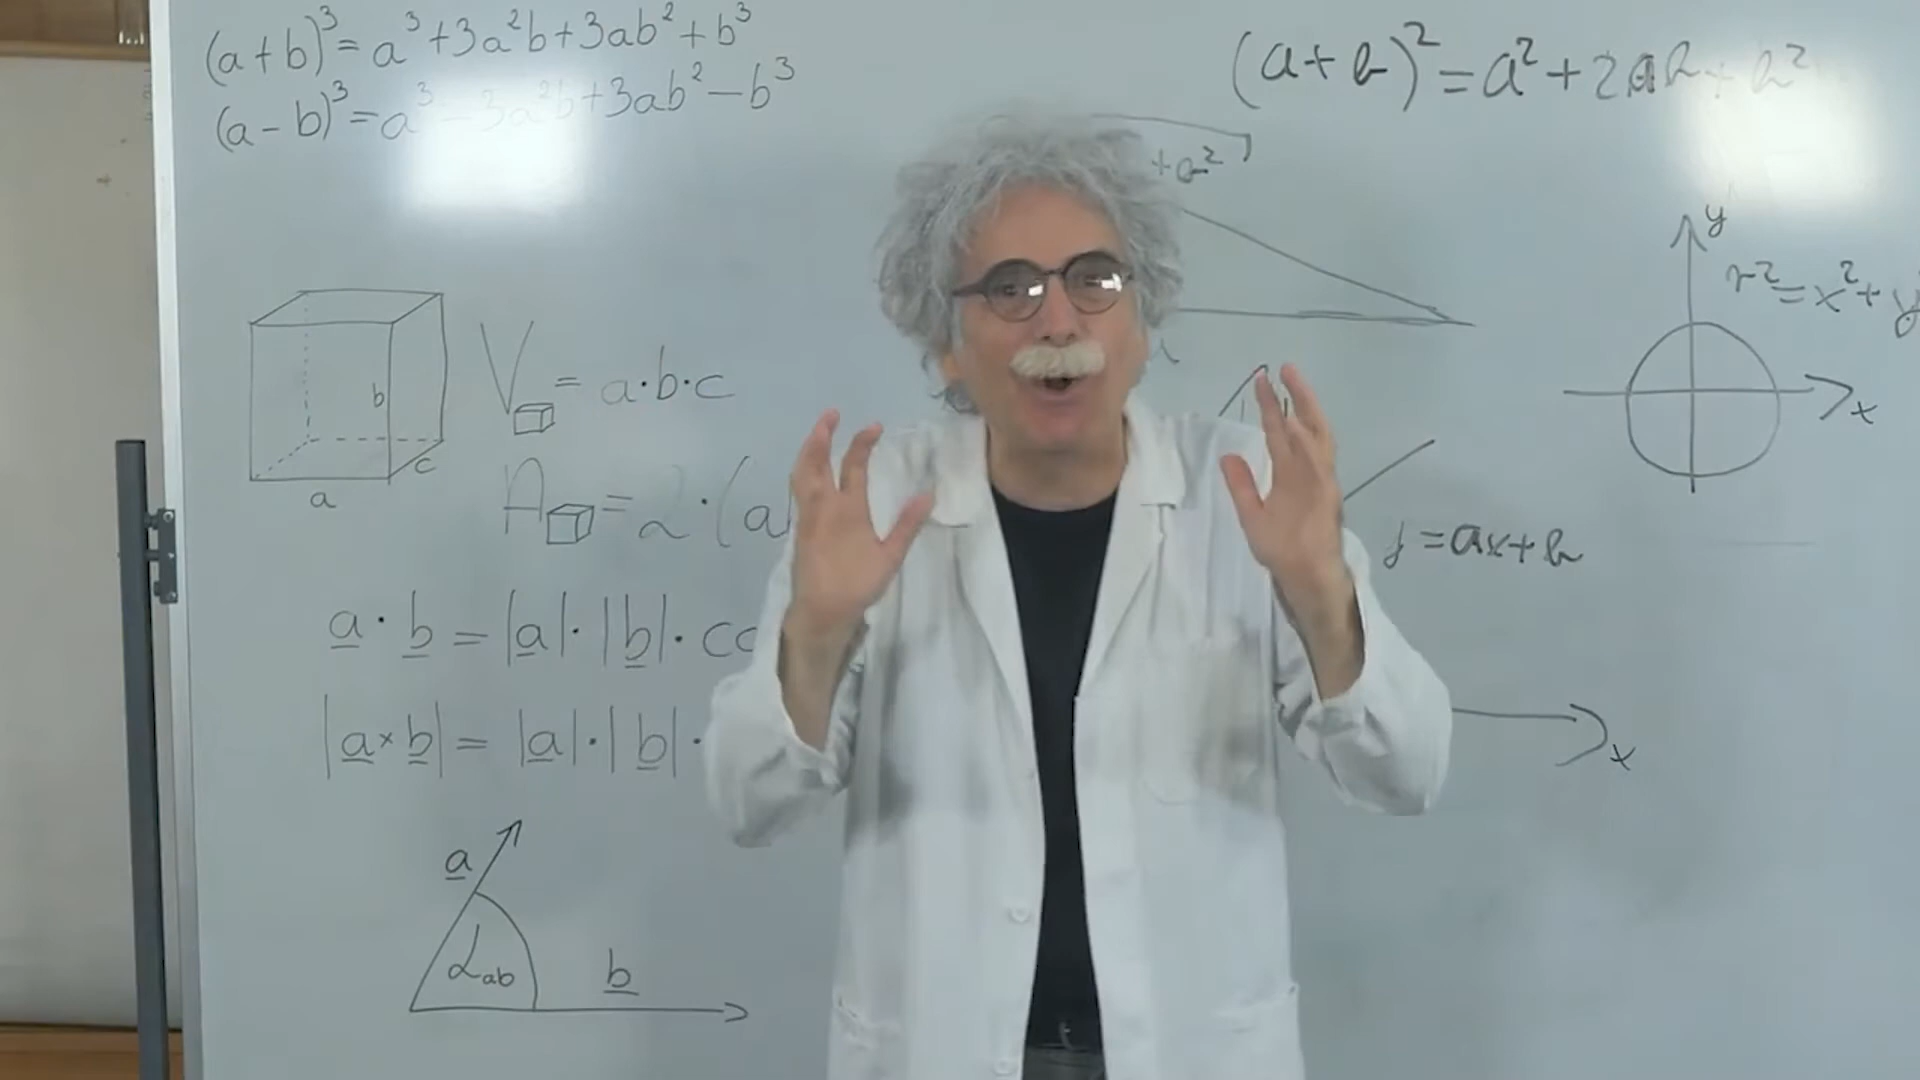 (a+b)³=a³+3a²b+3ab²+b³
(a-b)³=a³-3a²b+3ab²-b³
(a+b)²=a²+2ab+b²
+a²
y
r²=x²+y
x
b
c
a
V=a·b·c
A=2·(a
y=ax+b
a·b=|a|·|b|·co
|a×b|=|a|·|b|·
x
a
αab
b